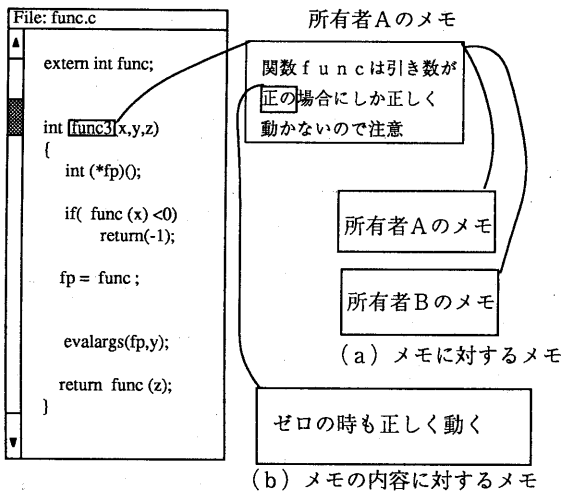 File: func.c
extern int func;
int func3(x,y,z)
{
int (*fp)();
if( func (x) <0)
return(-1);
fp = func ;
evalargs(fp,y);
return func (z);
}
所有者Aのメモ
関数funcは引き数が
正の場合にしか正しく
動かないので注意
所有者Aのメモ
所有者Bのメモ
(a)メモに対するメモ
ゼロの時も正しく動く
(b)メモの内容に対するメモ